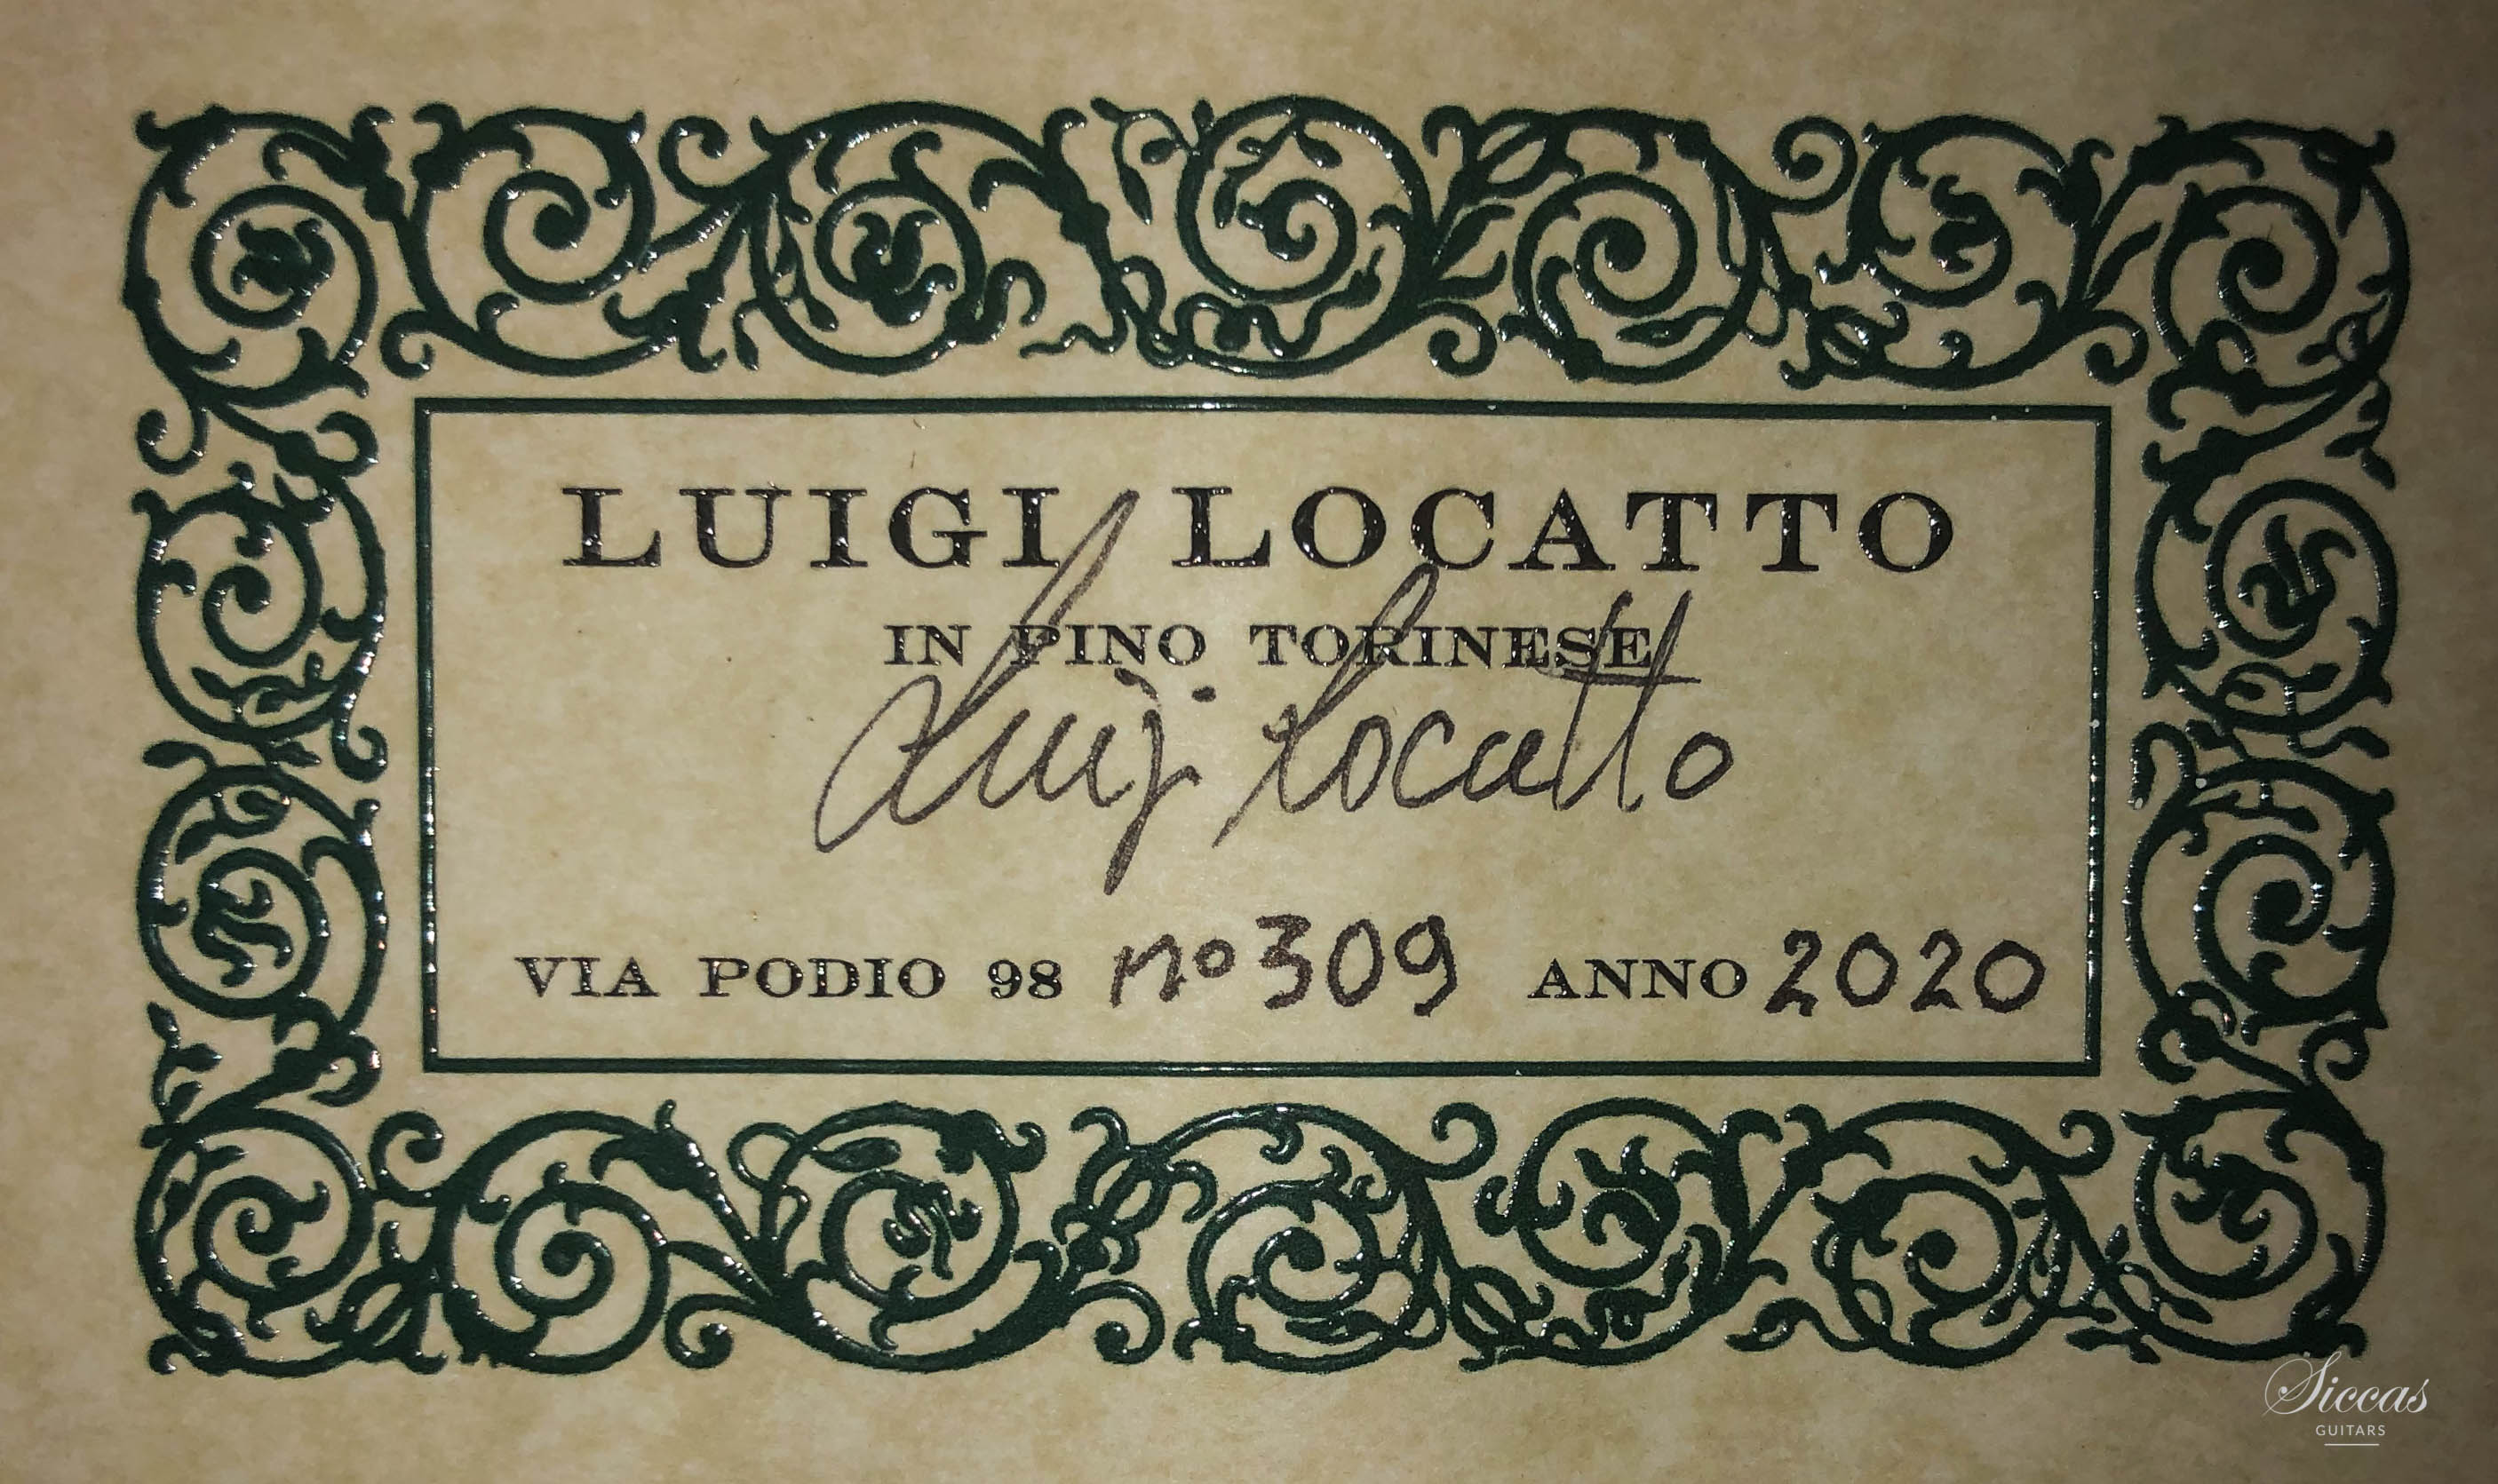 LUIGI LOCATTO
IN PINO TORINESE
Luigi Locatto
VIA PODIO 98 no 309 ANNO 2020
Siccas
GUITARS